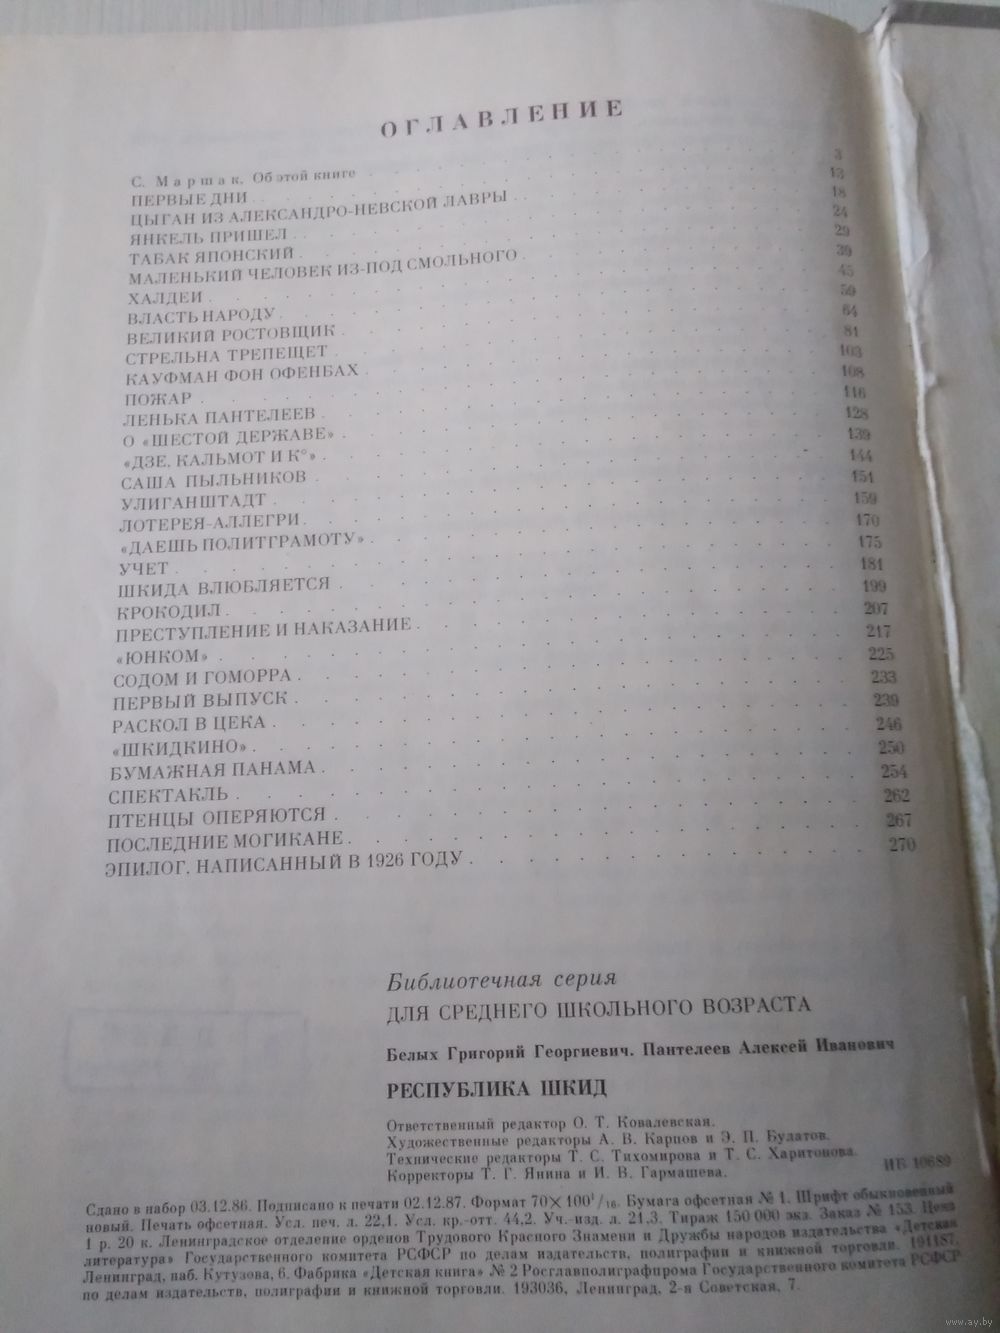 ОГЛАВЛЕНИЕ
С. Маршак. Об этой книге 3
ПЕРВЫЕ ДНИ 13
ЦЫГАН ИЗ АЛЕКСАНДРО-НЕВСКОЙ ЛАВРЫ 18
ЯНКЕЛЬ ПРИШЕЛ 24
ТАБАК ЯПОНСКИЙ 29
МАЛЕНЬКИЙ ЧЕЛОВЕК ИЗ-ПОД СМОЛЬНОГО 39
ХАЛДЕИ 45
ВЛАСТЬ НАРОДУ 59
ВЕЛИКИЙ РОСТОВЩИК 64
СТРЕЛЬНА ТРЕПЕЩЕТ 81
КАУФМАН ФОН ОФЕНБАХ 103
ПОЖАР 108
ЛЕНЬКА ПАНТЕЛЕЕВ 116
О «ШЕСТОЙ ДЕРЖАВЕ» 128
«ДЗЕ, КАЛЬМОТ И К°» 139
САША ПЫЛЬНИКОВ 144
УЛИГАНШТАДТ 151
ЛОТЕРЕЯ-АЛЛЕГРИ 159
«ДАЕШЬ ПОЛИТГРАМОТУ» 170
УЧЕТ 175
ШКИДА ВЛЮБЛЯЕТСЯ 181
КРОКОДИЛ 199
ПРЕСТУПЛЕНИЕ И НАКАЗАНИЕ 207
«ЮНКОМ» 217
СОДОМ И ГОМОРРА 225
ПЕРВЫЙ ВЫПУСК 233
РАСКОЛ В ЦЕКА 239
«ШКИДКИНО» 246
БУМАЖНАЯ ПАНАМА 250
СПЕКТАКЛЬ 254
ПТЕНЦЫ ОПЕРЯЮТСЯ 262
ПОСЛЕДНИЕ МОГИКАНЕ 267
ЭПИЛОГ, НАПИСАННЫЙ В 1926 ГОДУ 270
Библиотечная серия
ДЛЯ СРЕДНЕГО ШКОЛЬНОГО ВОЗРАСТА
Белых Григорий Георгиевич, Пантелеев Алексей Иванович
РЕСПУБЛИКА ШКИД
Ответственный редактор О. Т. Ковалевская.
Художественные редакторы А. В. Карпов и Э. П. Булатов.
Технические редакторы Т. С. Тихомирова и Т. С. Харитонова.
Корректоры Т. Г. Янина и И. В. Гармашева.
ИБ 10689
Сдано в набор 03.12.86. Подписано к печати 02.12.87. Формат 70×100¹/₁₆. Бумага офсетная № 1. Шрифт обыкновенный
новый. Печать офсетная. Усл. печ. л. 22,1. Усл. кр.-отт. 44,2. Уч.-изд. л. 21,3. Тираж 150 000 экз. Заказ № 153. Цена
1 р. 20 к. Ленинградское отделение орденов Трудового Красного Знамени и Дружбы народов издательства «Детская
литература» Государственного комитета РСФСР по делам издательств, полиграфии и книжной торговли. 191187,
Ленинград, наб. Кутузова, 6. Фабрика «Детская книга» № 2 Росглавполиграфпрома Государственного комитета РСФСР
по делам издательств, полиграфии и книжной торговли. 193036, Ленинград, 2-я Советская, 7.
www.ay.by